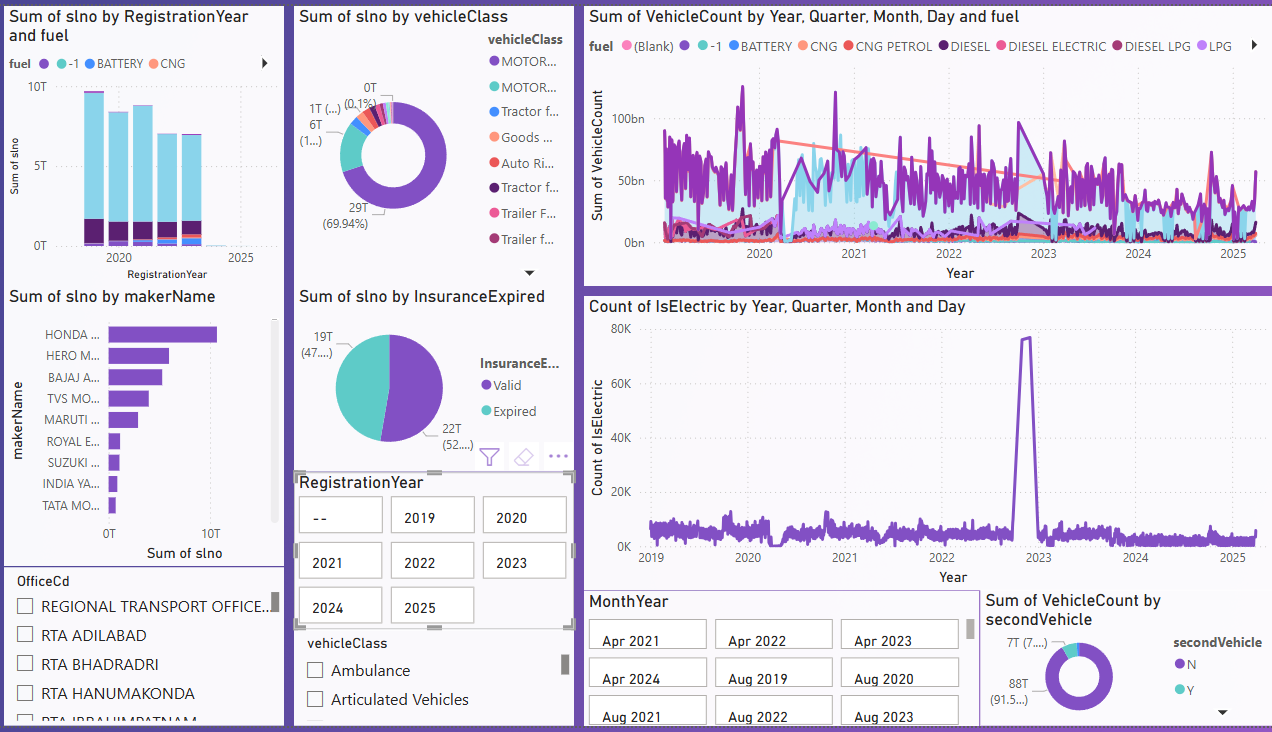 Sum of slno by RegistrationYear
and fuel
fuel -1 BATTERY CNG
10T
5T
0T
Sum of slno
2020 2025
RegistrationYear
Sum of slno by makerName
HONDA ...
HERO M...
BAJAJ A...
TVS MO...
MARUTI ...
ROYAL E...
SUZUKI ...
INDIA YA...
TATA MO...
makerName
0T 10T
Sum of slno
OfficeCd
REGIONAL TRANSPORT OFFICE...
RTA ADILABAD
RTA BHADRADRI
RTA HANUMAKONDA
RTA IBRAHIMPATNAM
Sum of slno by vehicleClass
0T
(0.1%)
1T (...)
6T
(1...)
29T
(69.94%)
vehicleClass
MOTOR...
MOTOR...
Tractor f...
Goods ...
Auto Ri...
Tractor f...
Trailer F...
Trailer f...
Sum of slno by InsuranceExpired
19T
(47....)
22T
(52....)
InsuranceE...
Valid
Expired
RegistrationYear
-- 2019 2020
2021 2022 2023
2024 2025
vehicleClass
Ambulance
Articulated Vehicles
Sum of VehicleCount by Year, Quarter, Month, Day and fuel
fuel (Blank) -1 BATTERY CNG CNG PETROL DIESEL DIESEL ELECTRIC DIESEL LPG LPG
100bn
50bn
0bn
Sum of VehicleCount
2020 2021 2022 2023 2024 2025
Year
Count of IsElectric by Year, Quarter, Month and Day
80K
60K
40K
20K
0K
Count of IsElectric
2019 2020 2021 2022 2023 2024 2025
Year
MonthYear
Apr 2021 Apr 2022 Apr 2023
Apr 2024 Aug 2019 Aug 2020
Aug 2021 Aug 2022 Aug 2023
Sum of VehicleCount by
secondVehicle
7T (7....)
88T
(91.5...)
secondVehicle
N
Y